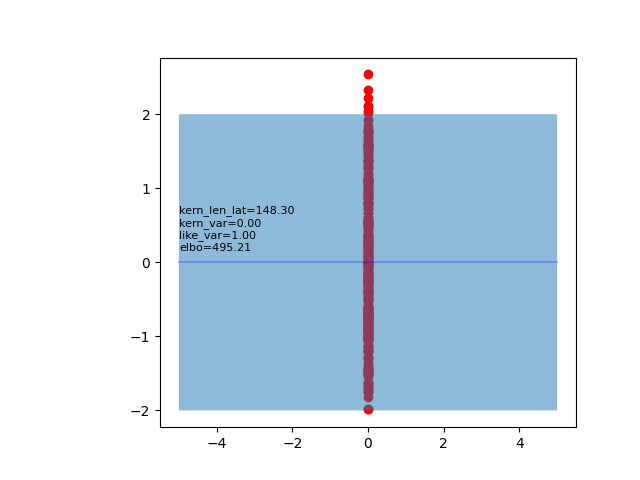 2
1
0
−1
−2
kern_len_lat=148.30
kern_var=0.00
like_var=1.00
elbo=495.21
−4
−2
0
2
4